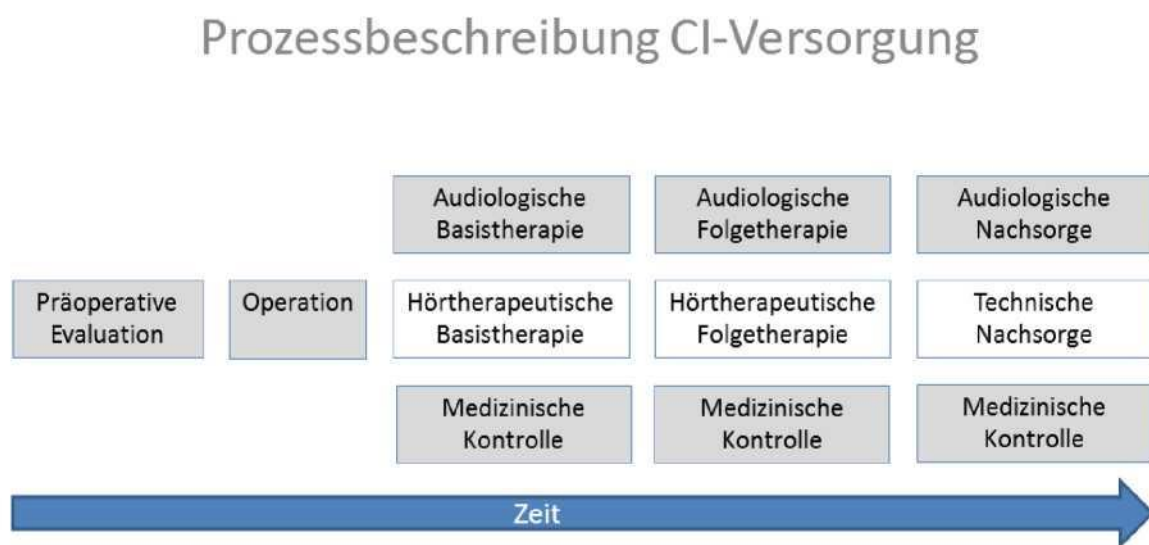 Prozessbeschreibung CI-Versorgung
Audiologische
Basistherapie
Audiologische
Folgetherapie
Audiologische
Nachsorge
Präoperative
Evaluation
Operation
Hörtherapeutische
Basistherapie
Hörtherapeutische
Folgetherapie
Technische
Nachsorge
Medizinische
Kontrolle
Medizinische
Kontrolle
Medizinische
Kontrolle
Zeit